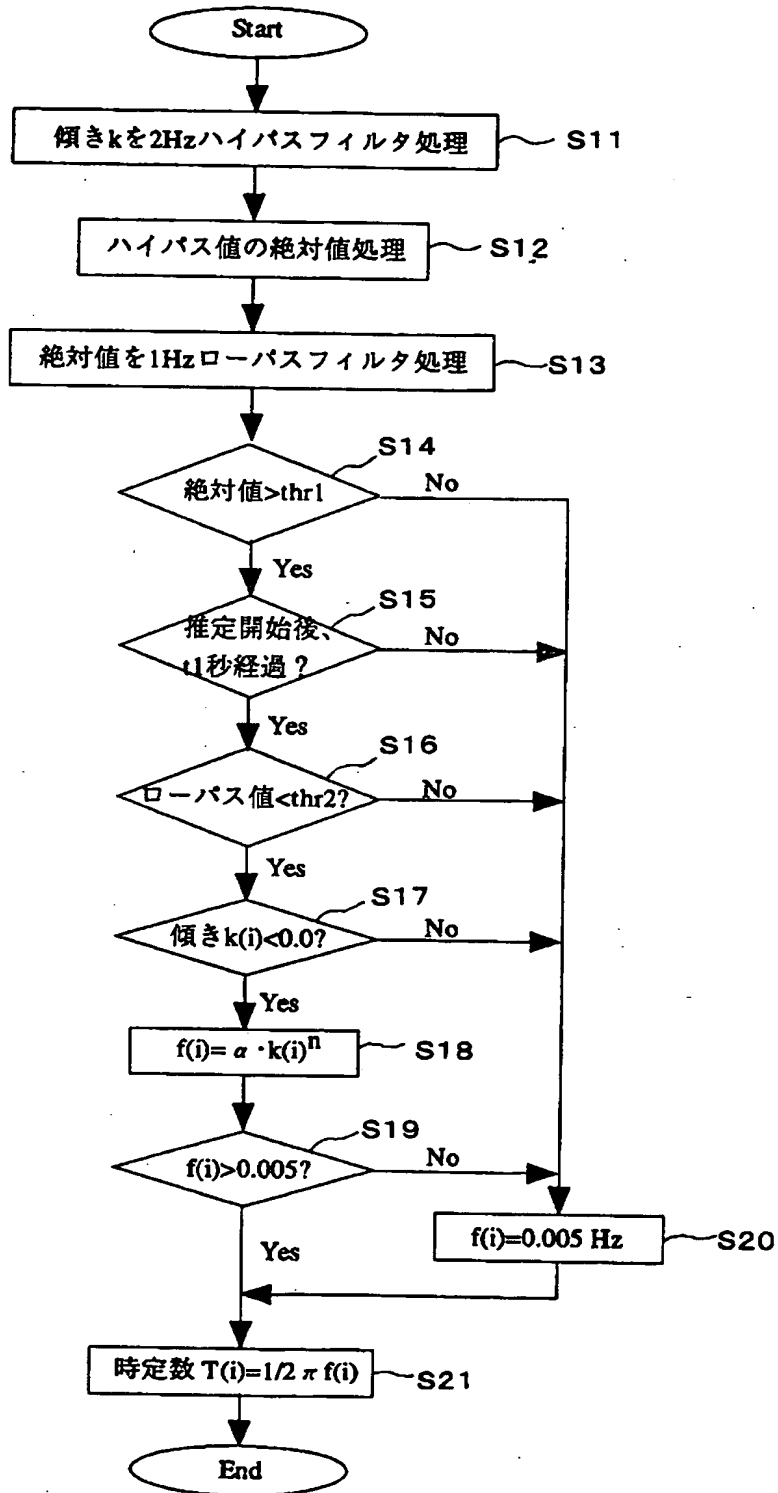 Start
傾きkを2Hzハイパスフィルタ処理
S11
ハイパス値の絶対値処理
S12
絶対値を1Hzローパスフィルタ処理
S13
S14
絶対値>thr1
No
Yes
S15
推定開始後、
t1秒経過?
No
Yes
S16
ローパス値<thr2?
No
Yes
S17
傾きk(i)<0.0?
No
Yes
f(i)= α・k(i)^n
S18
S19
f(i)>0.005?
No
Yes
f(i)=0.005 Hz
S20
時定数 T(i)=1/2 π f(i)
S21
End